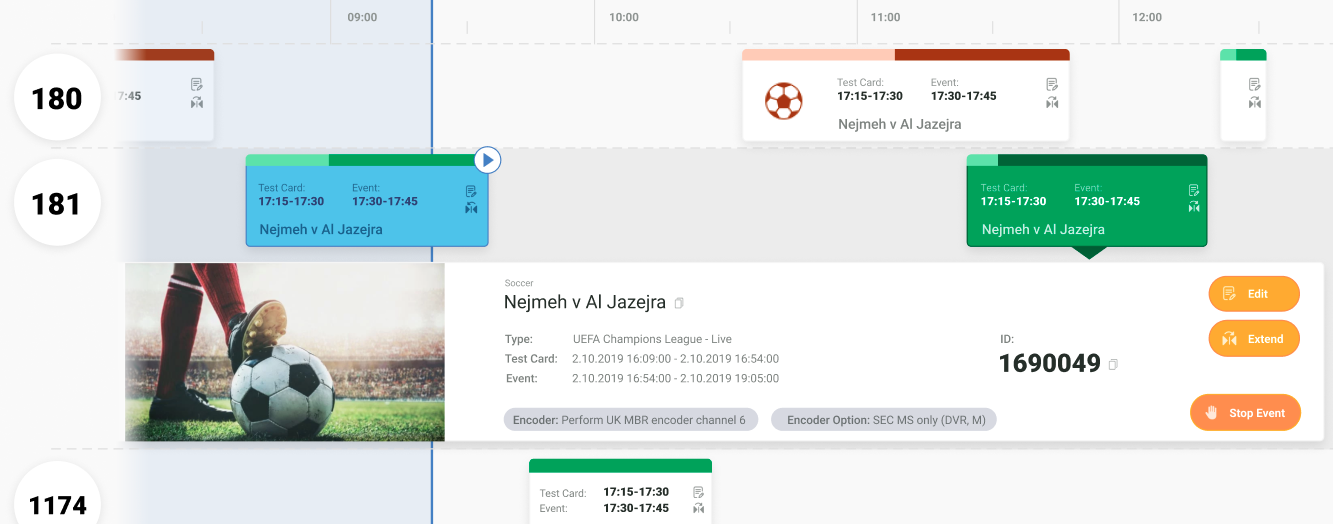 09:00
10:00
11:00
12:00
180
7:45
Test Card:
17:15-17:30
Event:
17:30-17:45
Nejmeh v Al Jazejra
181
Test Card:
17:15-17:30
Event:
17:30-17:45
Nejmeh v Al Jazejra
Test Card:
17:15-17:30
Event:
17:30-17:45
Nejmeh v Al Jazejra
Soccer
Nejmeh v Al Jazejra
Type: UEFA Champions League - Live
Test Card: 2.10.2019 16:09:00 - 2.10.2019 16:54:00
Event: 2.10.2019 16:54:00 - 2.10.2019 19:05:00
Encoder: Perform UK MBR encoder channel 6
Encoder Option: SEC MS only (DVR, M)
ID:
1690049
Edit
Extend
Stop Event
1174
Test Card: 17:15-17:30
Event: 17:30-17:45